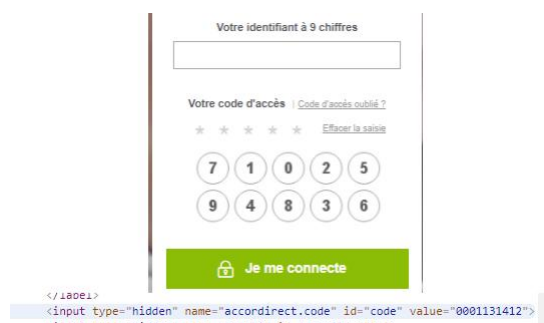 Votre identifiant à 9 chiffres
Votre code d'accès | Code d'accès oublié ?
* * * * * Effacer la saisie
7 1 0 2 5
9 4 8 3 6
Je me connecte
</label>
<input type="hidden" name="accordirect.code" id="code" value="0001131412">